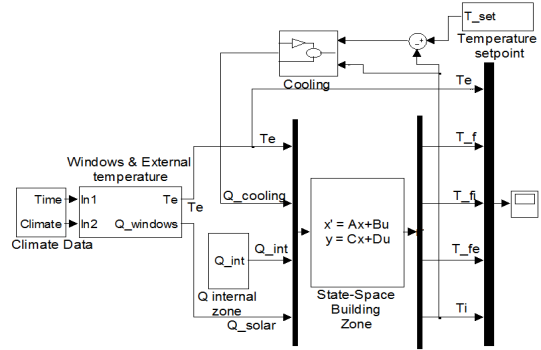 T_set
Temperature
setpoint
+
-
Cooling
Te
Windows & External
temperature
Te
T_f
Time
In1
Te
Te
Q_cooling
T_fi
Climate
In2
Q_windows
x' = Ax+Bu
y = Cx+Du
Climate Data
Q_int
Q_int
T_fe
Q internal
zone
State-Space
Building
Zone
Q_solar
Ti